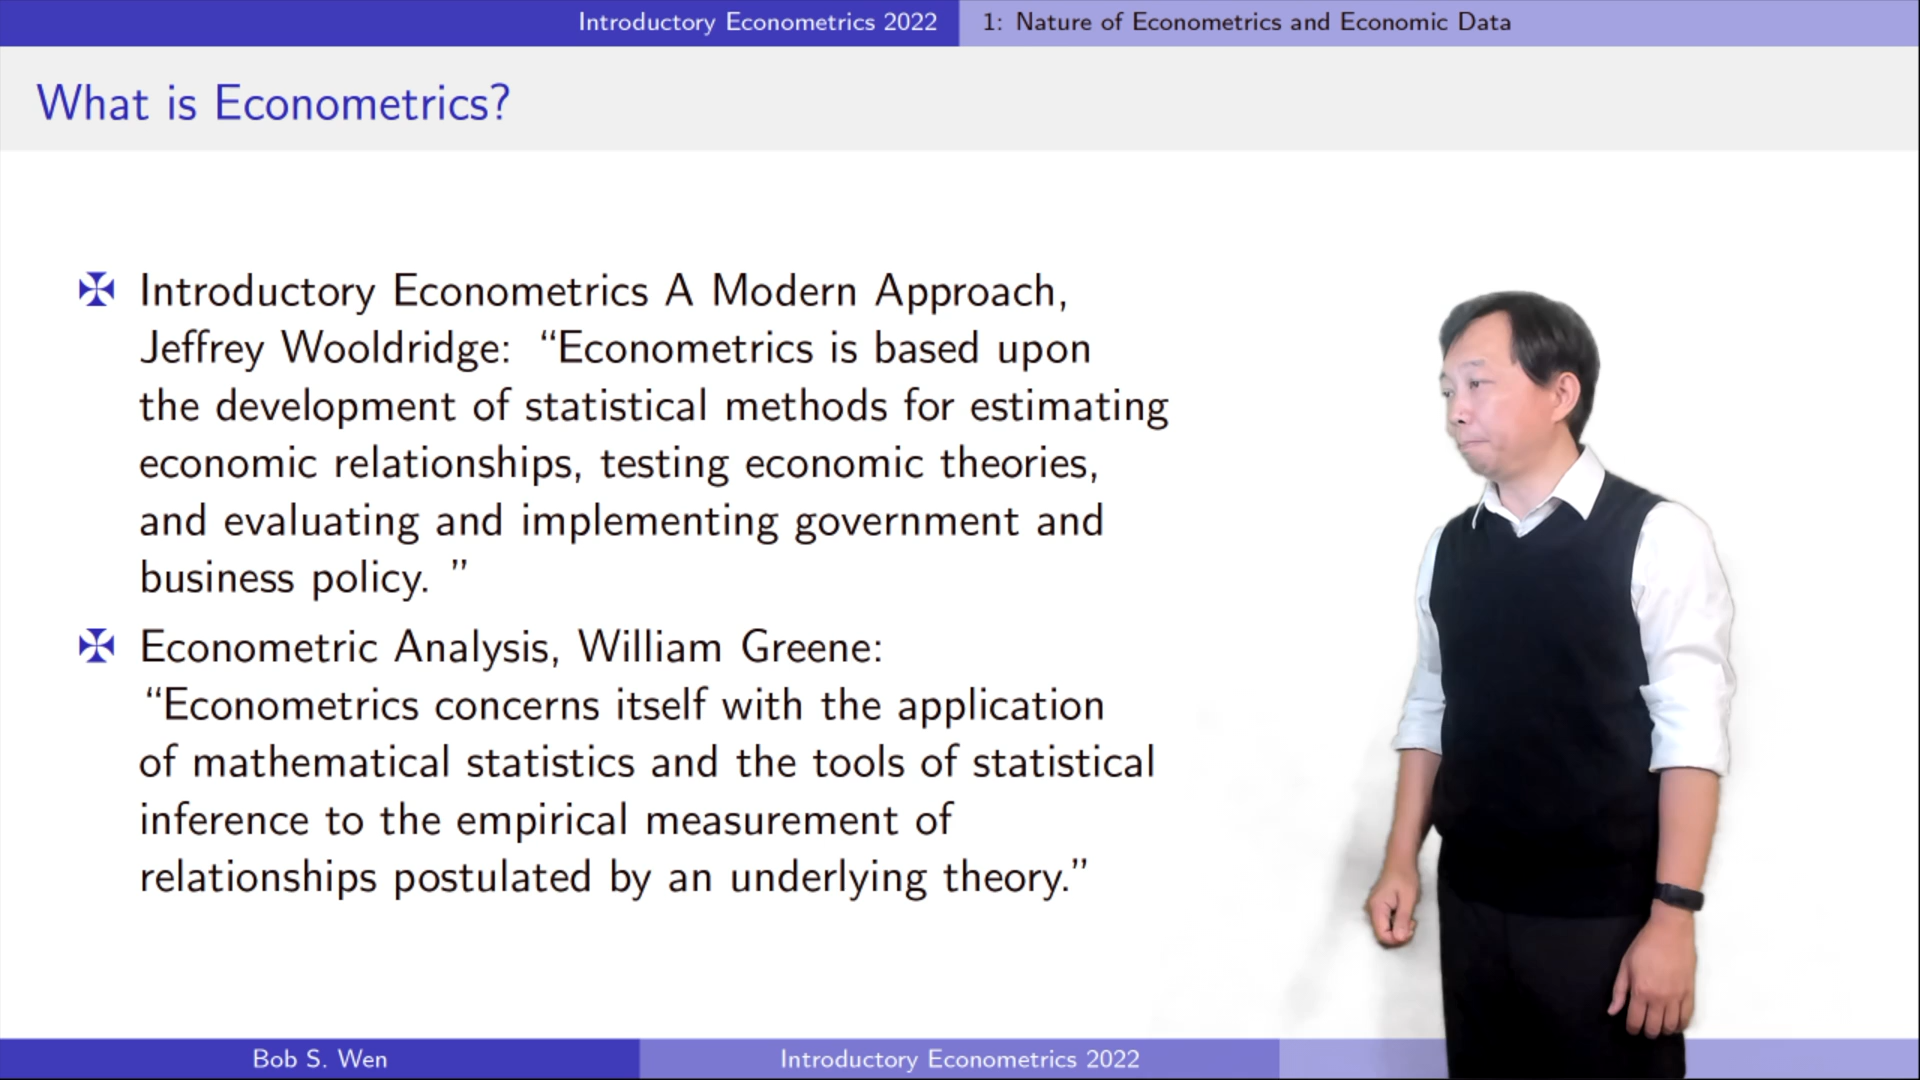 Introductory Econometrics 2022
1: Nature of Econometrics and Economic Data
What is Econometrics?
Introductory Econometrics A Modern Approach,
Jeffrey Wooldridge: “Econometrics is based upon
the development of statistical methods for estimating
economic relationships, testing economic theories,
and evaluating and implementing government and
business policy. ”
Econometric Analysis, William Greene:
“Econometrics concerns itself with the application
of mathematical statistics and the tools of statistical
inference to the empirical measurement of
relationships postulated by an underlying theory.”
Bob S. Wen
Introductory Econometrics 2022